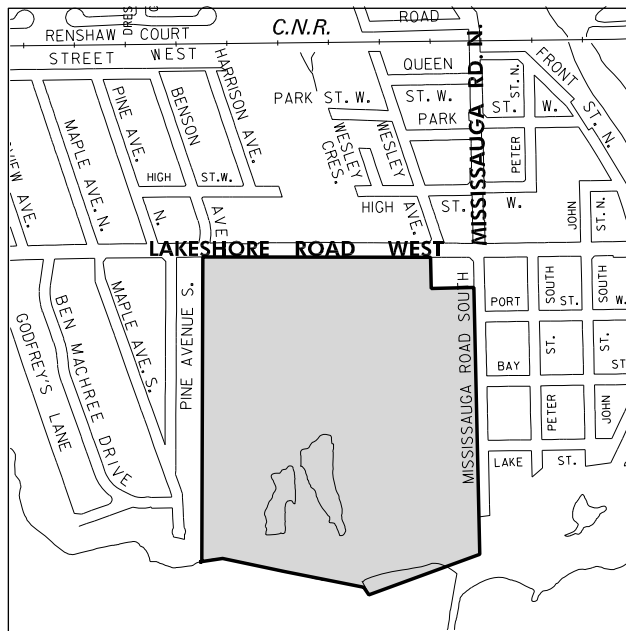 RENSHAW COURT
DRES
G
C.N.R.
ROAD
STREET WEST
QUEEN
FRONT ST. N.
HARRISON AVE.
BENSON AVE
PINE AVE. N.
MAPLE AVE. N.
VIEW AVE.
PARK ST. W.
ST. W.
PARK ST. W.
ST. N.
PETER
WESLEY CRES.
WESLEY AVE.
HIGH ST.W.
HIGH ST. W.
JOHN ST. N.
MISSISSAUGA RD. N.
LAKESHORE ROAD WEST
PINE AVENUE S.
MAPLE AVE. S.
BEN MACHREE DRIVE
GODFREY'S LANE
MISSISSAUGA ROAD SOUTH
PORT ST. W.
SOUTH
SOUTH
BAY ST
ST.
ST.
PETER
JOHN
LAKE ST.